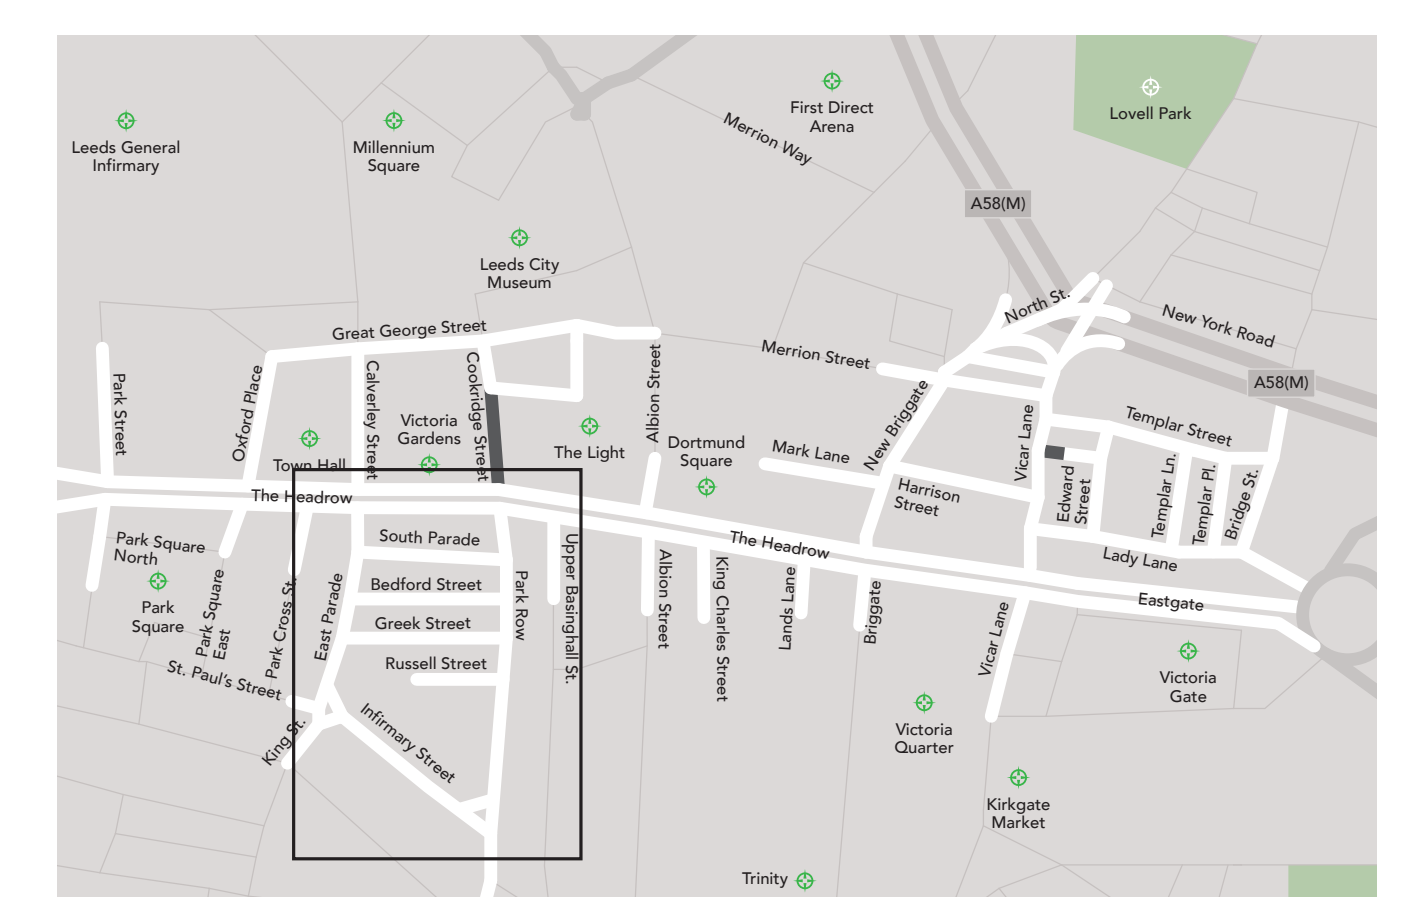 First Direct
Arena
Lovell Park
Leeds General
Infirmary
Millennium
Square
Merrion Way
A58(M)
Leeds City
Museum
North St.
New York Road
Great George Street
Merrion Street
A58(M)
Park Street
Oxford Place
Calverley Street
Cookridge Street
Albion Street
New Briggate
Vicar Lane
Templar Street
Victoria
Gardens
The Light
Dortmund
Square
Mark Lane
Town Hall
Harrison
Street
Edward
Street
Templar Ln.
Templar Pl.
Bridge St.
The Headrow
The Headrow
Lady Lane
Park Square
North
South Parade
Upper Basinghall St.
Albion Street
King Charles Street
Lands Lane
Briggate
Eastgate
Park
Square
Park Square
East
Park Cross St.
East Parade
Bedford Street
Park Row
Greek Street
Vicar Lane
Russell Street
St. Paul's Street
Victoria
Gate
King St.
Infirmary Street
Victoria
Quarter
Kirkgate
Market
Trinity